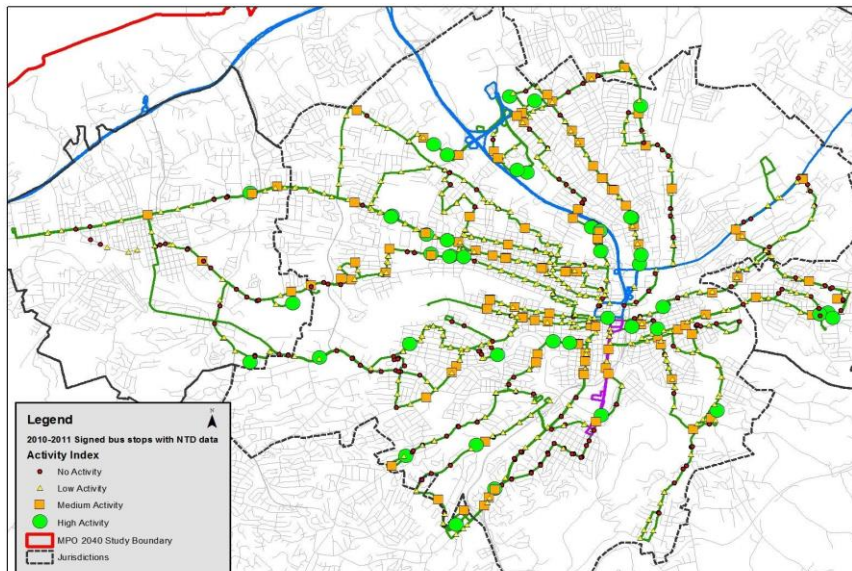 Legend
N
2010-2011 Signed bus stops with NTD data
Activity Index
No Activity
Low Activity
Medium Activity
High Activity
MPO 2040 Study Boundary
Jurisdictions